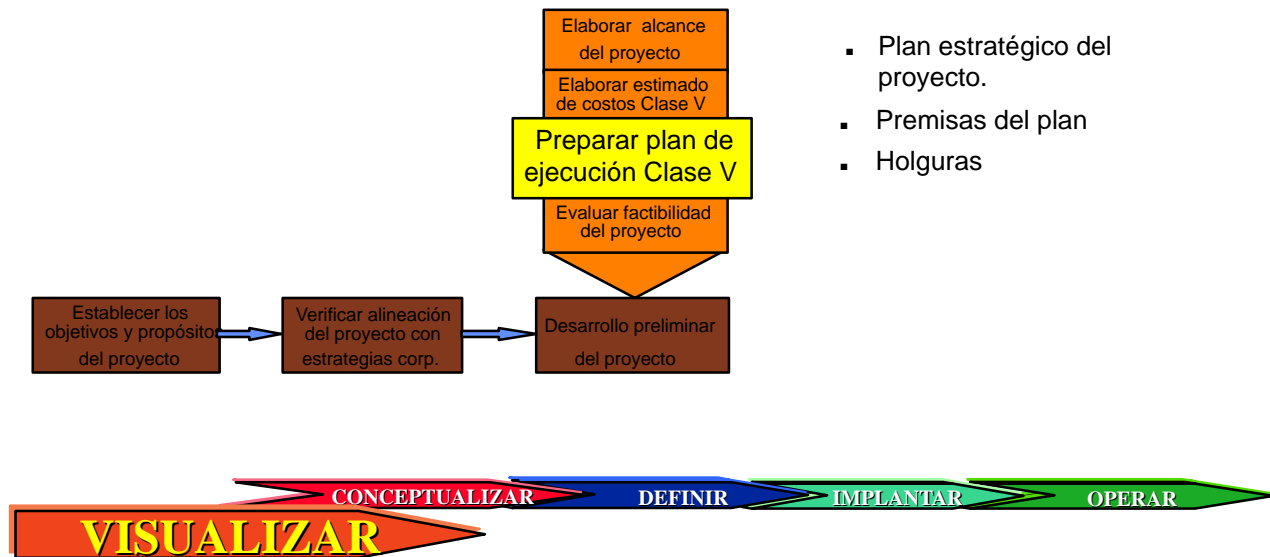 Elaborar alcance
del proyecto
Elaborar estimado
de costos Clase V
Preparar plan de
ejecución Clase V
Evaluar factibilidad
del proyecto
▪ Plan estratégico del
proyecto.
▪ Premisas del plan
▪ Holguras
Establecer los
objetivos y propósito
del proyecto
Verificar alineación
del proyecto con
estrategias corp.
Desarrollo preliminar
del proyecto
CONCEPTUALIZAR
DEFINIR
IMPLANTAR
OPERAR
VISUALIZAR